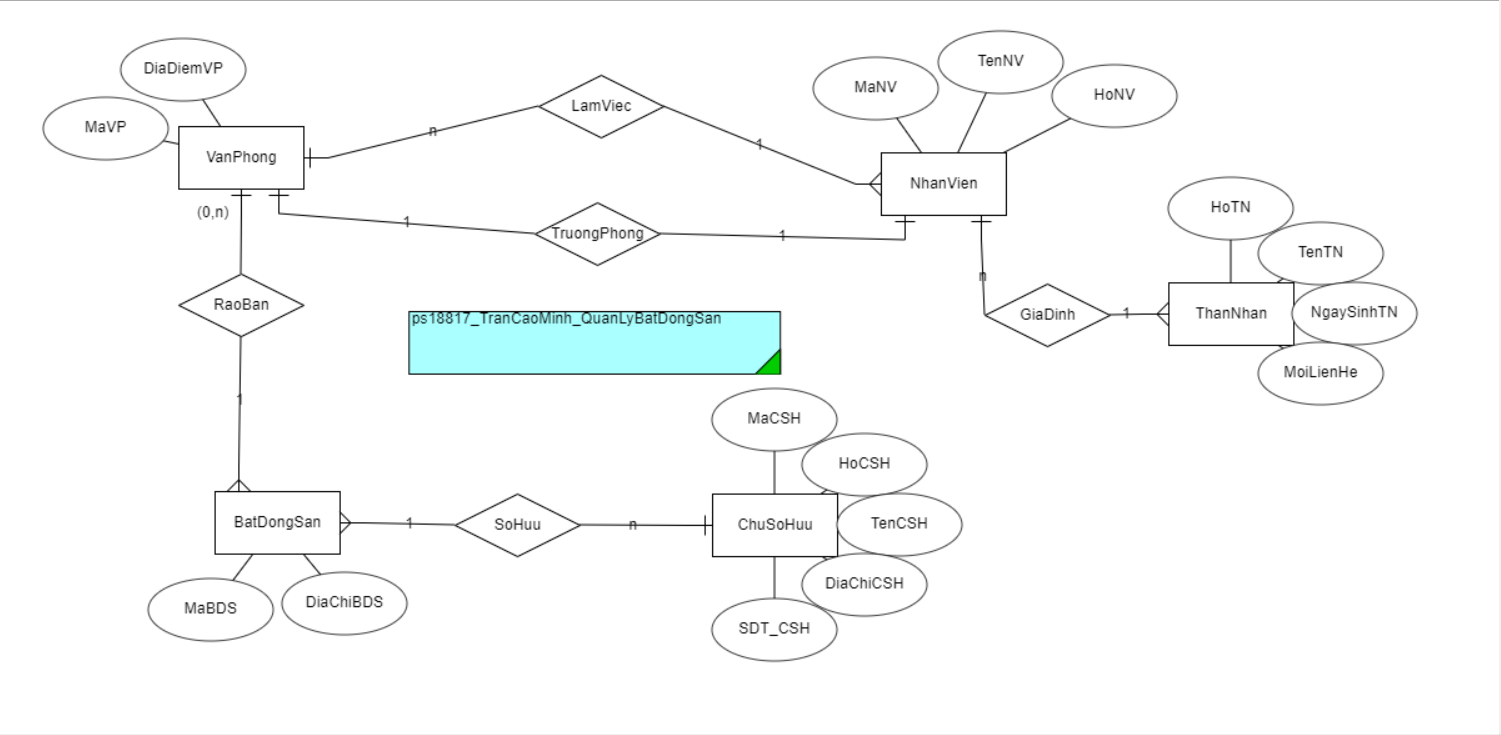 DiaDiemVP
MaVP
VanPhong
n
LamViec
1
MaNV
TenNV
HoNV
NhanVien
(0,n)
1
TruongPhong
1
RaoBan
n
GiaDinh
1
HoTN
TenTN
ThanNhan
NgaySinhTN
MoiLienHe
ps18817_TranCaoMinh_QuanLyBatDongSan
1
BatDongSan
MaBDS
DiaChiBDS
1
SoHuu
n
MaCSH
HoCSH
ChuSoHuu
TenCSH
DiaChiCSH
SDT_CSH